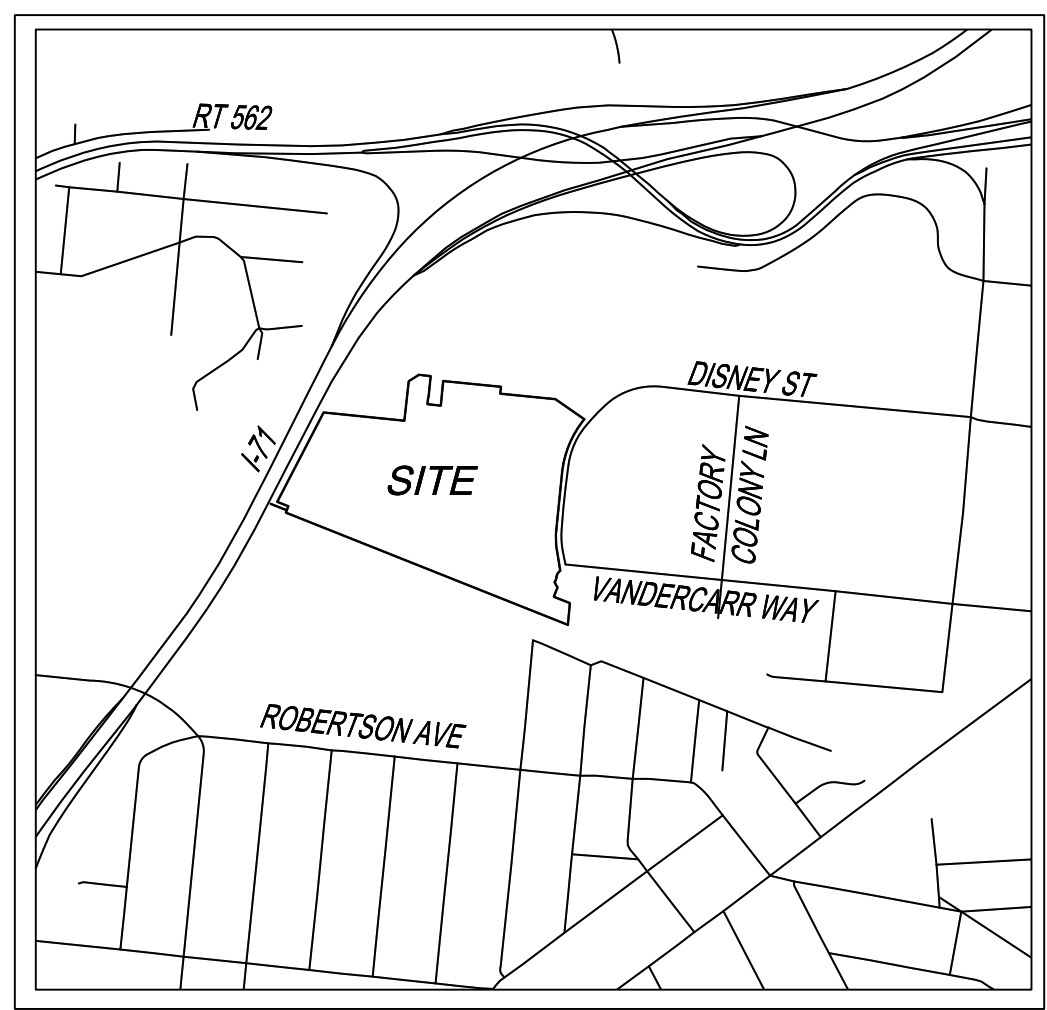 RT 562
DISNEY ST
I-71
SITE
FACTORY
COLONY LN
VANDERCARR WAY
ROBERTSON AVE